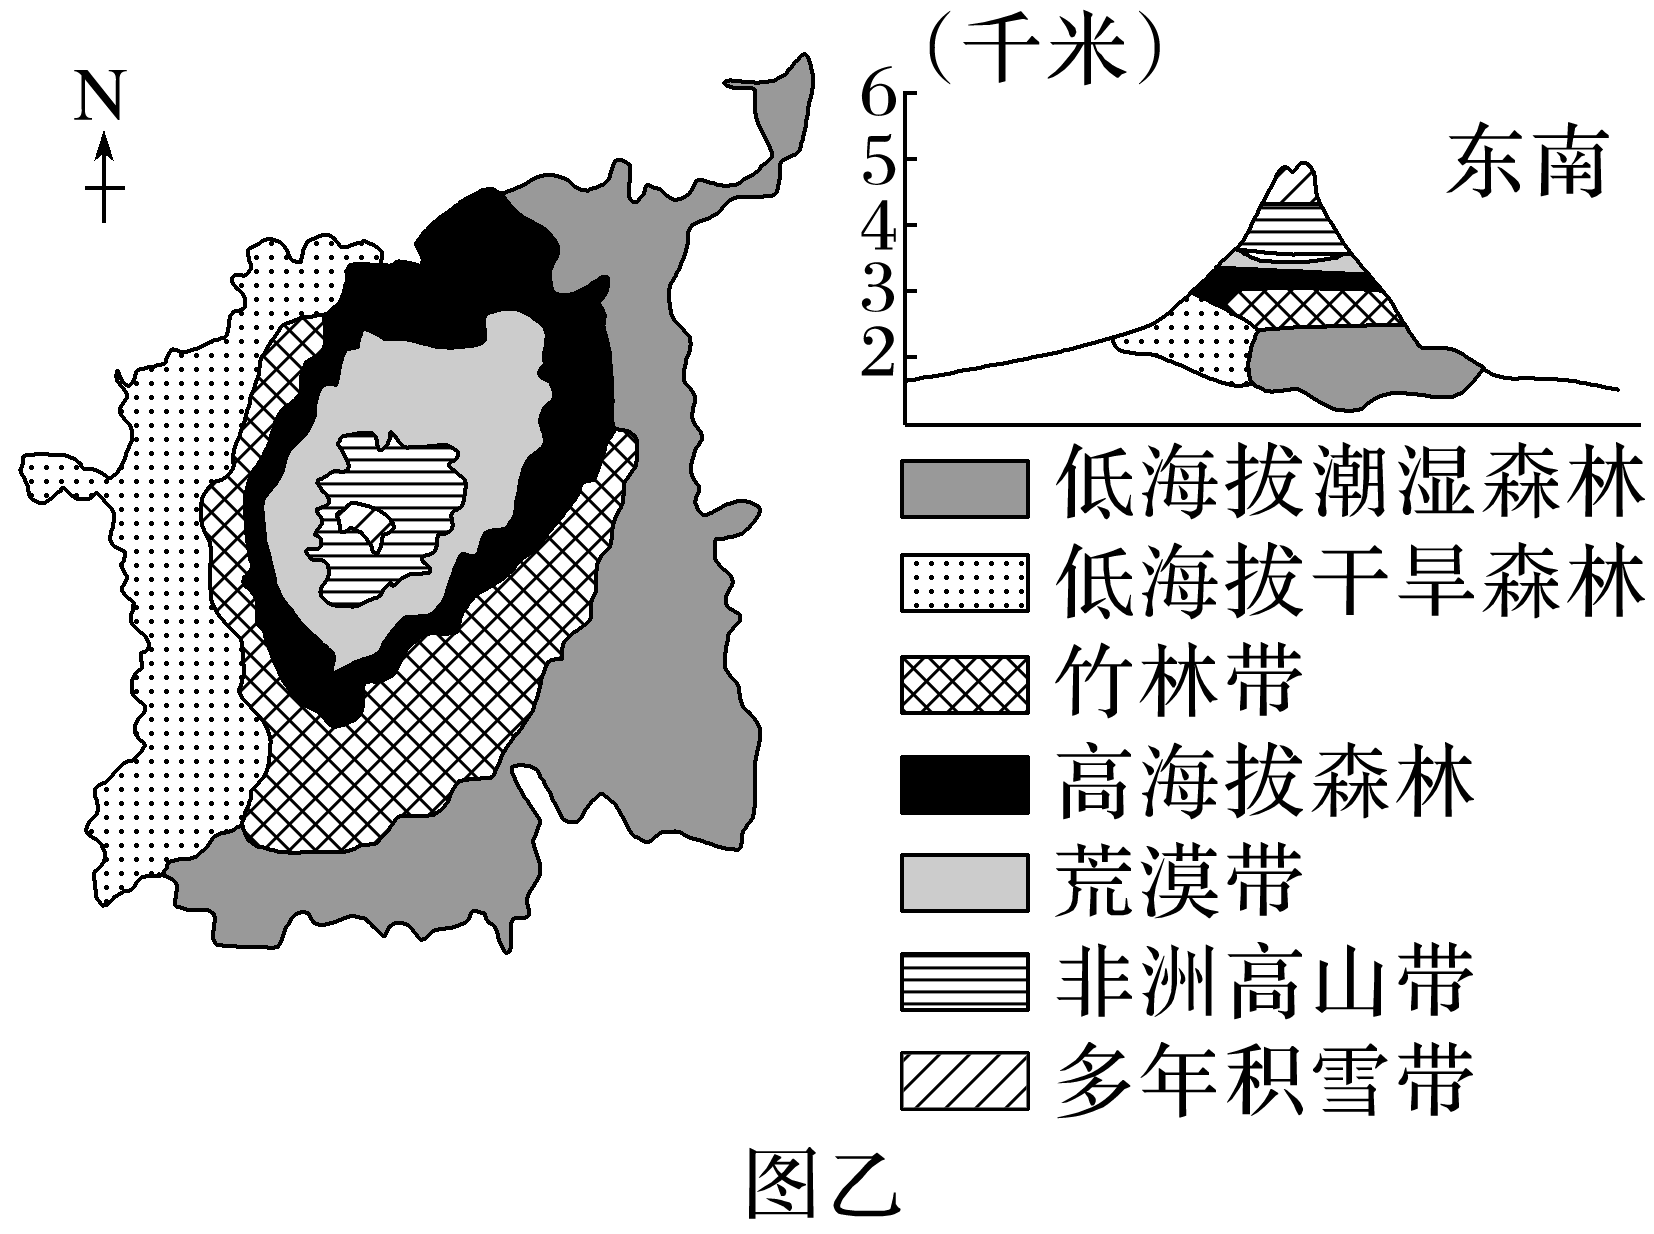 N
(千米)
6
5
4
3
2
东南
低海拔潮湿森林
低海拔干旱森林
竹林带
高海拔森林
荒漠带
非洲高山带
多年积雪带
图乙